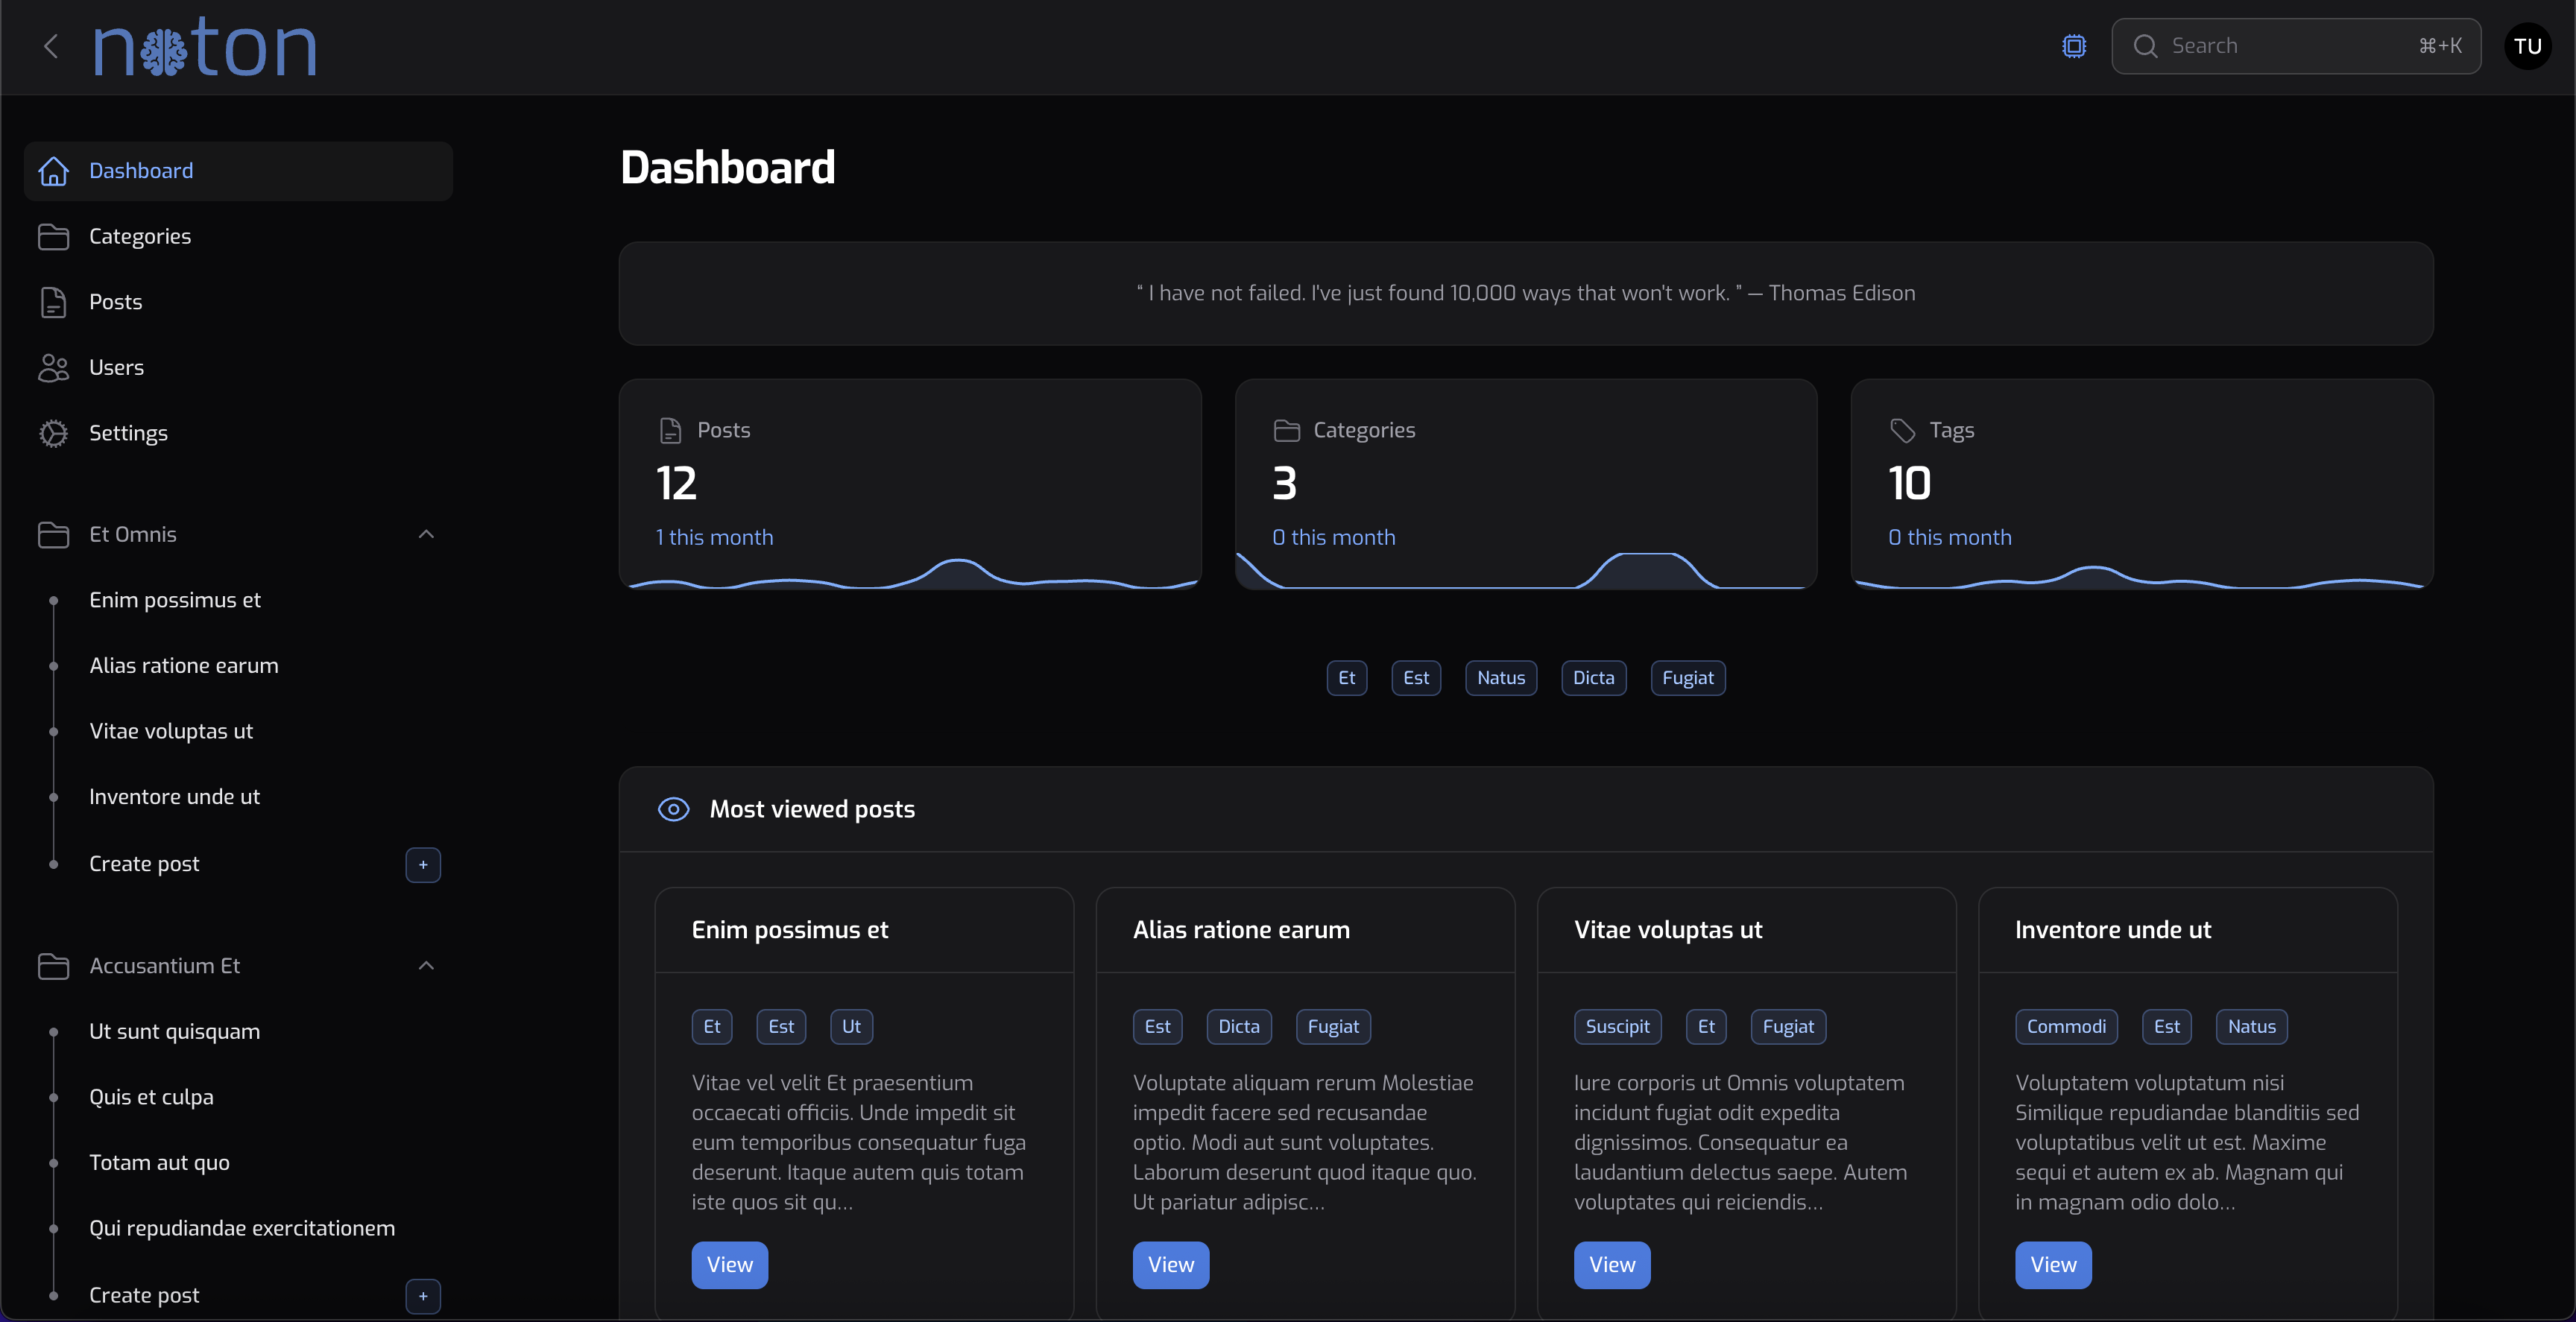 noton
Search
⌘+K
TU
Dashboard
Categories
Posts
Users
Settings
Et Omnis
Enim possimus et
Alias ratione earum
Vitae voluptas ut
Inventore unde ut
Create post
+
Accusantium Et
Ut sunt quisquam
Quis et culpa
Totam aut quo
Qui repudiandae exercitationem
Create post
+
Dashboard
“ I have not failed. I've just found 10,000 ways that won't work. ” — Thomas Edison
Posts
12
1 this month
Categories
3
0 this month
Tags
10
0 this month
Et Est Natus Dicta Fugiat
Most viewed posts
Enim possimus et
Et Est Ut
Vitae vel velit Et praesentium
occaecati officiis. Unde impedit sit
eum temporibus consequatur fuga
deserunt. Itaque autem quis totam
iste quos sit qu...
View
Alias ratione earum
Est Dicta Fugiat
Voluptate aliquam rerum Molestiae
impedit facere sed recusandae
optio. Modi aut sunt voluptates.
Laborum deserunt quod itaque quo.
Ut pariatur adipisc...
View
Vitae voluptas ut
Suscipit Et Fugiat
Iure corporis ut Omnis voluptatem
incidunt fugiat odit expedita
dignissimos. Consequatur ea
laudantium delectus saepe. Autem
voluptates qui reiciendis...
View
Inventore unde ut
Commodi Est Natus
Voluptatem voluptatum nisi
Similique repudiandae blanditiis sed
voluptatibus velit ut est. Maxime
sequi et autem ex ab. Magnam qui
in magnam odio dolo...
View